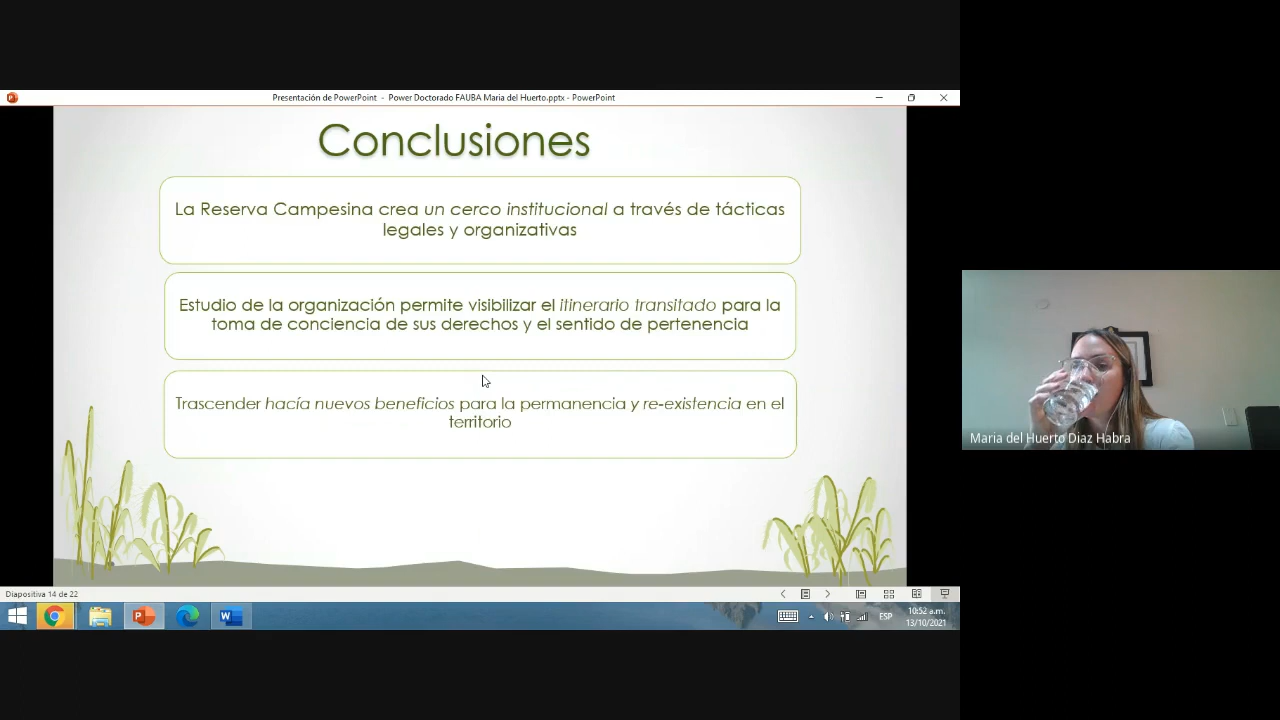 Presentación de PowerPoint - Power Doctorado FAUBA Maria del Huerto.pptx - PowerPoint
Conclusiones
La Reserva Campesina crea un cerco institucional a través de tácticas
legales y organizativas
Estudio de la organización permite visibilizar el itinerario transitado para la
toma de conciencia de sus derechos y el sentido de pertenencia
Trascender hacía nuevos beneficios para la permanencia y re-existencia en el
territorio
Maria del Huerto Diaz Habra
Diapositiva 14 de 22
ESP
10:52 a.m.
13/10/2021